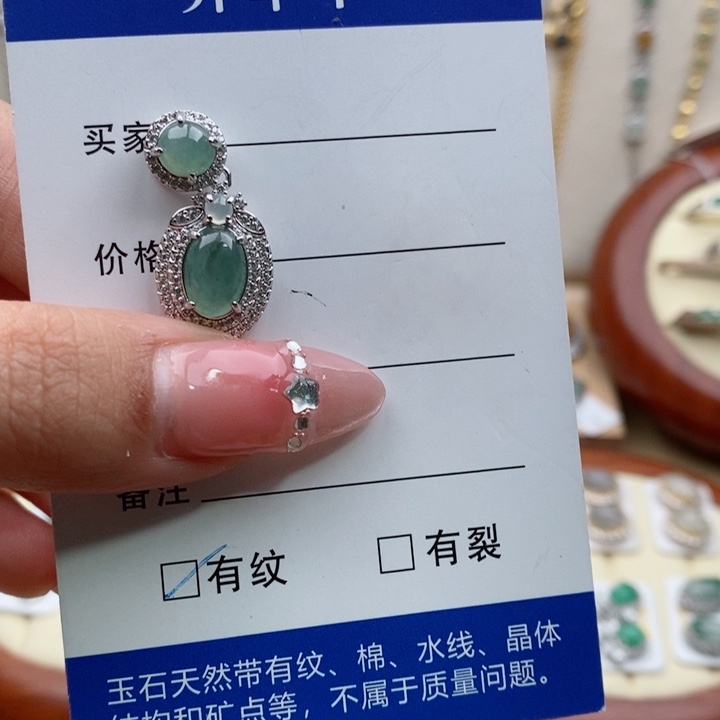 买家
价格
备注
有纹 有裂
玉石天然带有纹、棉、水线、晶体
结构和矿点等，不属于质量问题。